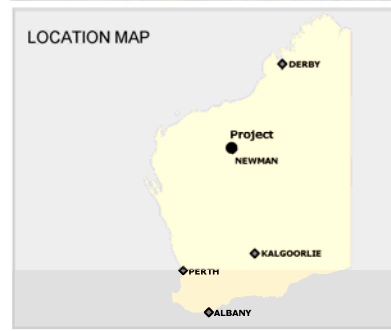 LOCATION MAP
DERBY
Project
NEWMAN
KALGOORLIE
PERTH
ALBANY